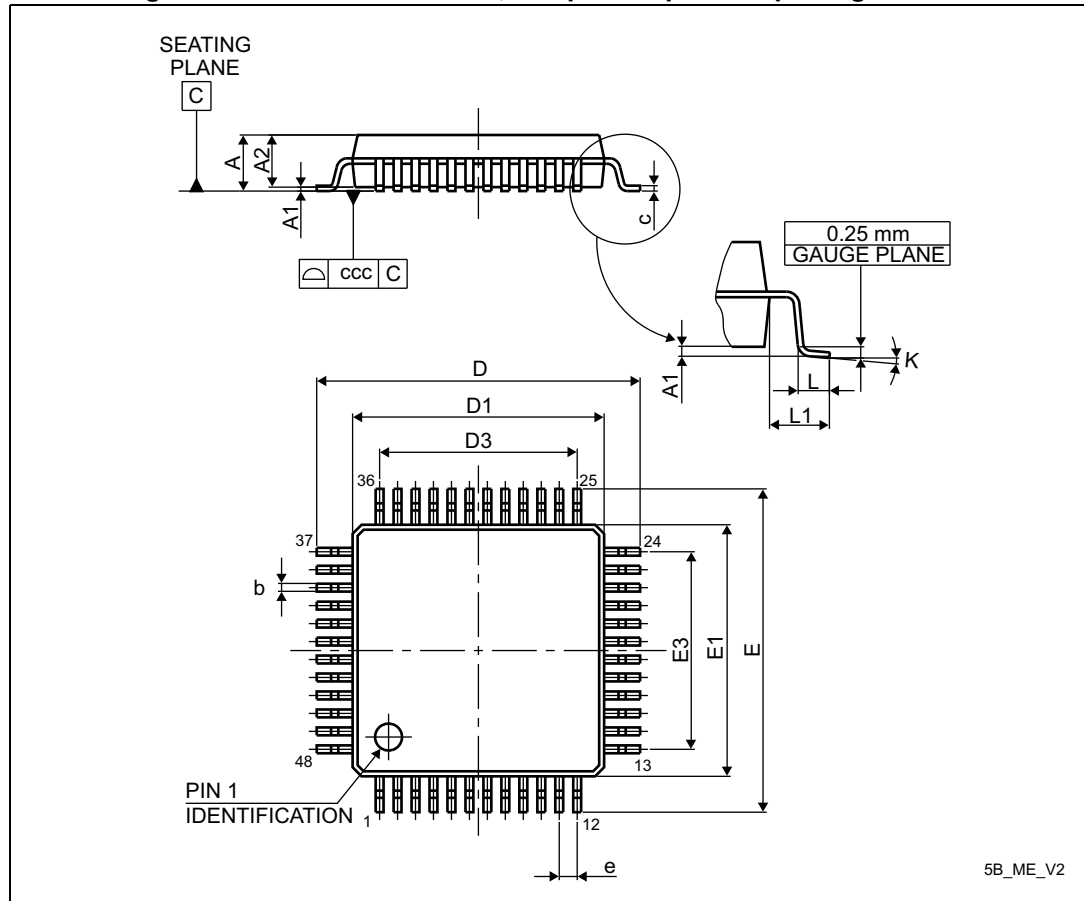 SEATING
PLANE
C
A
A2
A1
c
ccc C
0.25 mm
GAUGE PLANE
A1
K
L
L1
D
D1
D3
36
25
37
24
b
E3
E1
E
48
13
PIN 1
IDENTIFICATION
1
12
e
5B_ME_V2